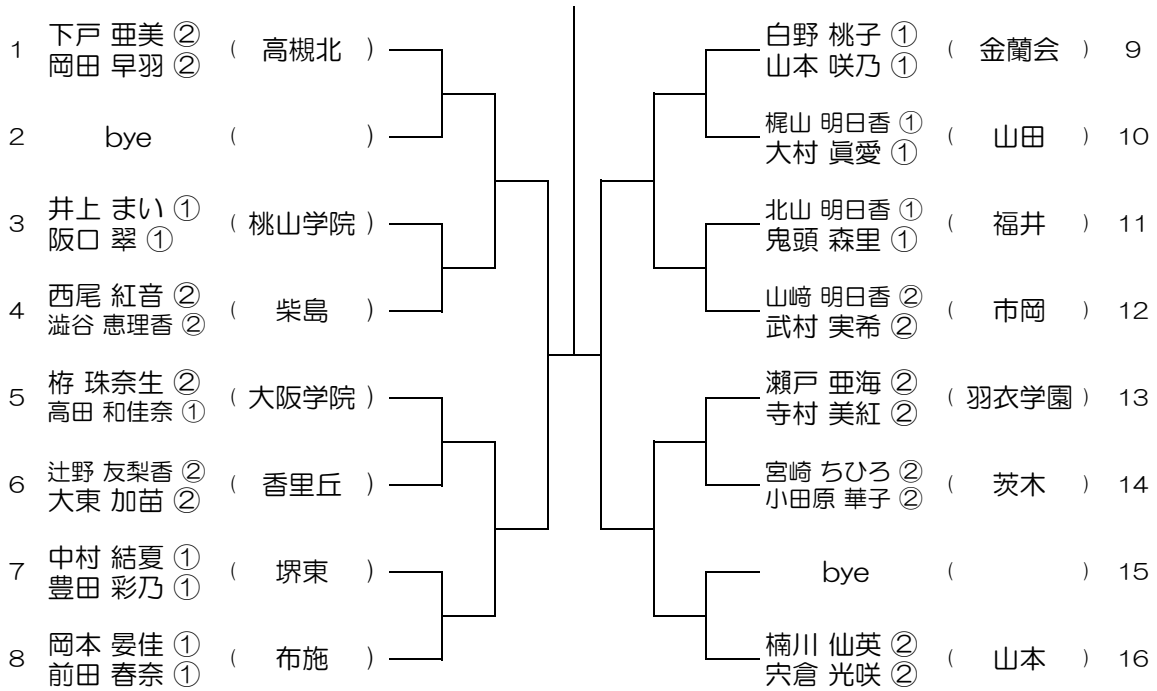 1 下戸 亜美 ② ( 高槻北 )
岡田 早羽 ②
2 bye ( )
3 井上 まい ① ( 桃山学院 )
阪口 翠 ①
4 西尾 紅音 ② ( 柴島 )
澁谷 恵理香 ②
5 栫 珠奈生 ② ( 大阪学院 )
高田 和佳奈 ①
6 辻野 友梨香 ② ( 香里丘 )
大東 加苗 ②
7 中村 結夏 ① ( 堺東 )
豊田 彩乃 ①
8 岡本 晏佳 ① ( 布施 )
前田 春奈 ①
白野 桃子 ① ( 金蘭会 ) 9
山本 咲乃 ①
梶山 明日香 ① ( 山田 ) 10
大村 眞愛 ①
北山 明日香 ① ( 福井 ) 11
鬼頭 森里 ①
山﨑 明日香 ② ( 市岡 ) 12
武村 実希 ②
瀬戸 亜海 ② ( 羽衣学園 ) 13
寺村 美紅 ②
宮崎 ちひろ ② ( 茨木 ) 14
小田原 華子 ②
bye ( ) 15
楠川 仙英 ② ( 山本 ) 16
宍倉 光咲 ②